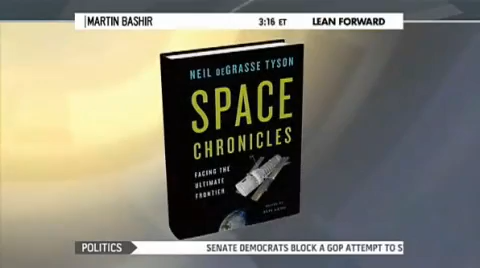 MARTIN BASHIR
3:16 ET
LEAN FORWARD
NEIL deGRASSE TYSON
SPACE
CHRONICLES
FACING THE
ULTIMATE
FRONTIER
POLITICS
SENATE DEMOCRATS BLOCK A GOP ATTEMPT TO $